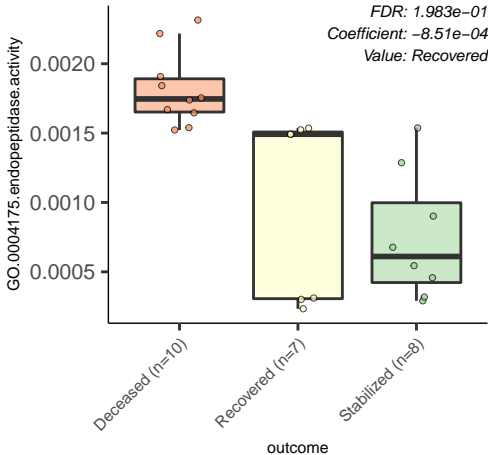 FDR: 1.983e−01
Coefficient: −8.51e−04
Value: Recovered
GO.0004175.endopeptidase.activity
0.0020
0.0015
0.0010
0.0005
Deceased (n=10)
Recovered (n=7)
Stabilized (n=8)
outcome